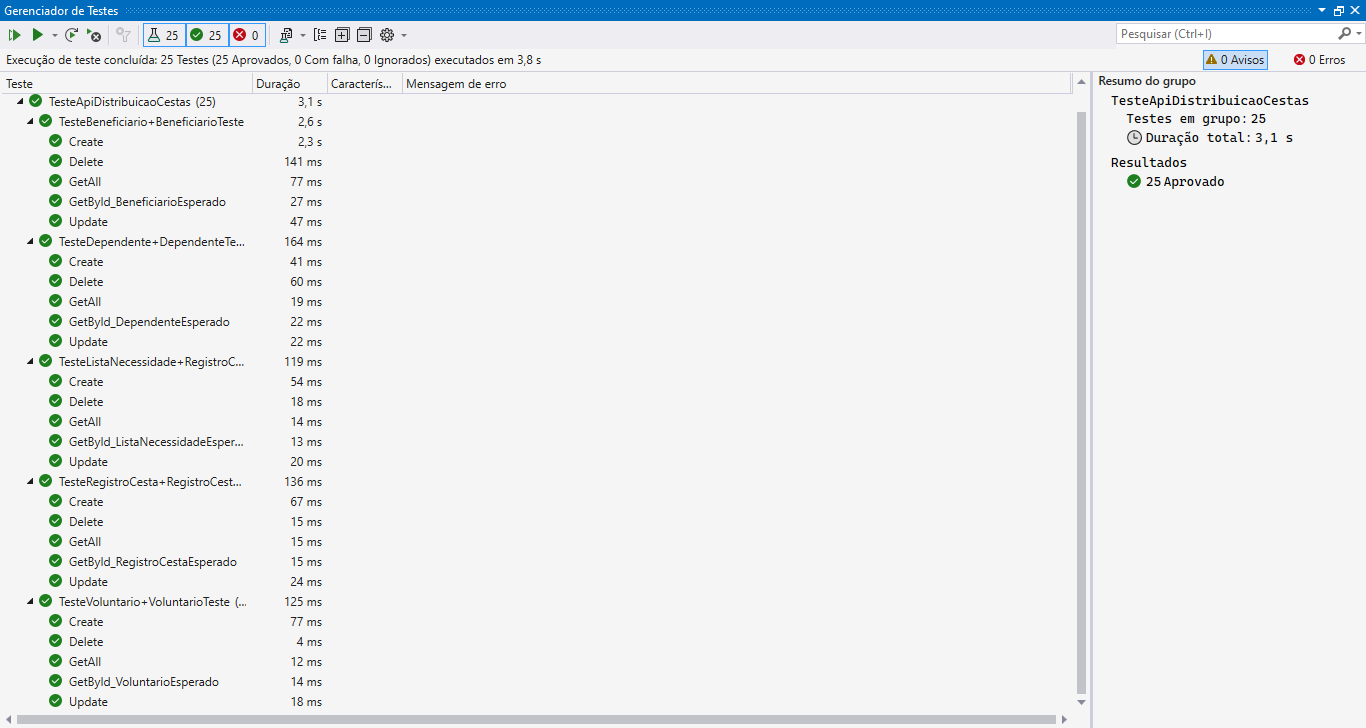 Gerenciador de Testes
25 25 0
Pesquisar (Ctrl+I)
Execução de teste concluída: 25 Testes (25 Aprovados, 0 Com falha, 0 Ignorados) executados em 3,8 s
0 Avisos 0 Erros
Teste Duração Caracterís... Mensagem de erro
TesteApiDistribuicaoCestas (25) 3,1 s
TesteBeneficiario+BeneficiarioTeste 2,6 s
Create 2,3 s
Delete 141 ms
GetAll 77 ms
GetById_BeneficiarioEsperado 27 ms
Update 47 ms
TesteDependente+DependenteTe... 164 ms
Create 41 ms
Delete 60 ms
GetAll 19 ms
GetById_DependenteEsperado 22 ms
Update 22 ms
TesteListaNecessidade+RegistroC... 119 ms
Create 54 ms
Delete 18 ms
GetAll 14 ms
GetById_ListaNecessidadeEsper... 13 ms
Update 20 ms
TesteRegistroCesta+RegistroCest... 136 ms
Create 67 ms
Delete 15 ms
GetAll 15 ms
GetById_RegistroCestaEsperado 15 ms
Update 24 ms
TesteVoluntario+VoluntarioTeste (... 125 ms
Create 77 ms
Delete 4 ms
GetAll 12 ms
GetById_VoluntarioEsperado 14 ms
Update 18 ms
Resumo do grupo
TesteApiDistribuicaoCestas
Testes em grupo: 25
Duração total: 3,1 s
Resultados
25 Aprovado